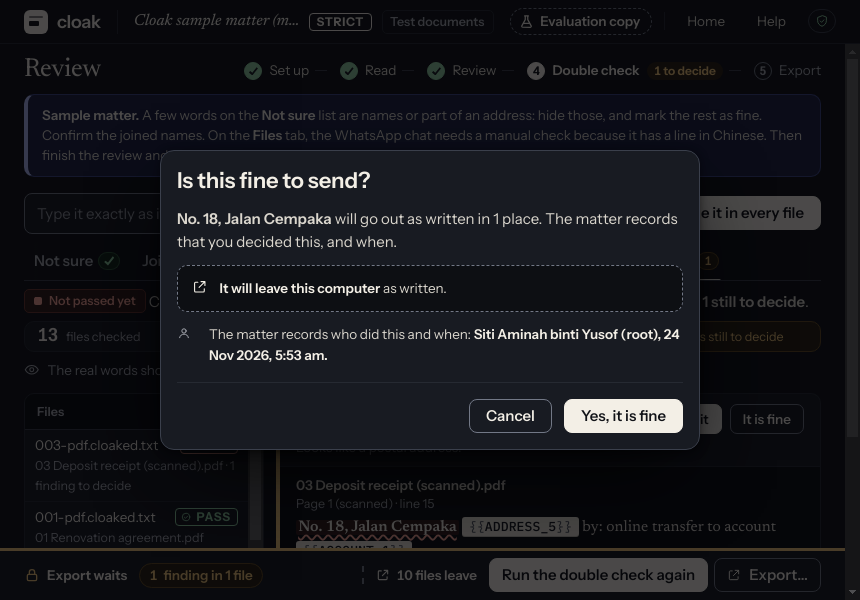 cloak
Cloak sample matter (m...
STRICT
Test documents
Evaluation copy
Home
Help
Review
Set up
Read
Review
4 Double check
1 to decide
5 Export
Sample matter. A few words on the Not sure list are names or part of an address: hide those, and mark the rest as fine.
Confirm the joined names. On the Files tab, the WhatsApp chat needs a manual check because it has a line in Chinese. Then
finish the review and
Type it exactly as i
e it in every file
Not sure
Joi
1
Not passed yet
C
1 still to decide.
13 files checked
s still to decide
The real words sho
Is this fine to send?
No. 18, Jalan Cempaka will go out as written in 1 place. The matter records
that you decided this, and when.
It will leave this computer as written.
The matter records who did this and when: Siti Aminah binti Yusof (root), 24
Nov 2026, 5:53 am.
Cancel
Yes, it is fine
Files
it
It is fine
003-pdf.cloaked.txt
03 Deposit receipt (scanned).pdf · 1
finding to decide
001-pdf.cloaked.txt
PASS
01 Renovation agreement.pdf
03 Deposit receipt (scanned).pdf
Page 1 (scanned) · line 15
No. 18, Jalan Cempaka {{ADDRESS_5}} by: online transfer to account
Export waits
1 finding in 1 file
10 files leave
Run the double check again
Export...